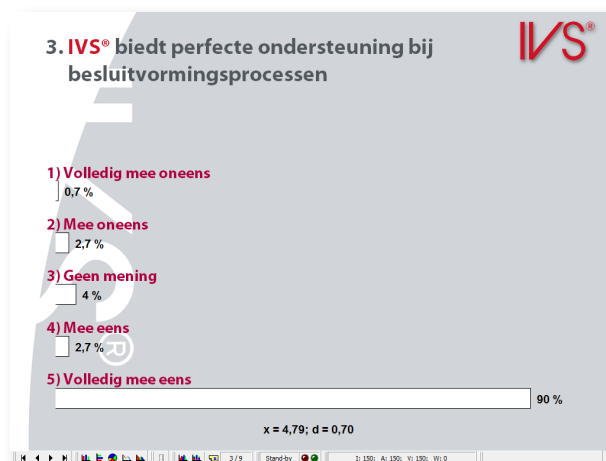 3. IVS® biedt perfecte ondersteuning bij
besluitvormingsprocessen
IVS®
1) Volledig mee oneens
0,7 %
2) Mee oneens
2,7 %
3) Geen mening
4 %
4) Mee eens
2,7 %
5) Volledig mee eens
90 %
x = 4,79; d = 0,70
3 / 9 Stand-by I: 150; A: 150; V: 150; W: 0